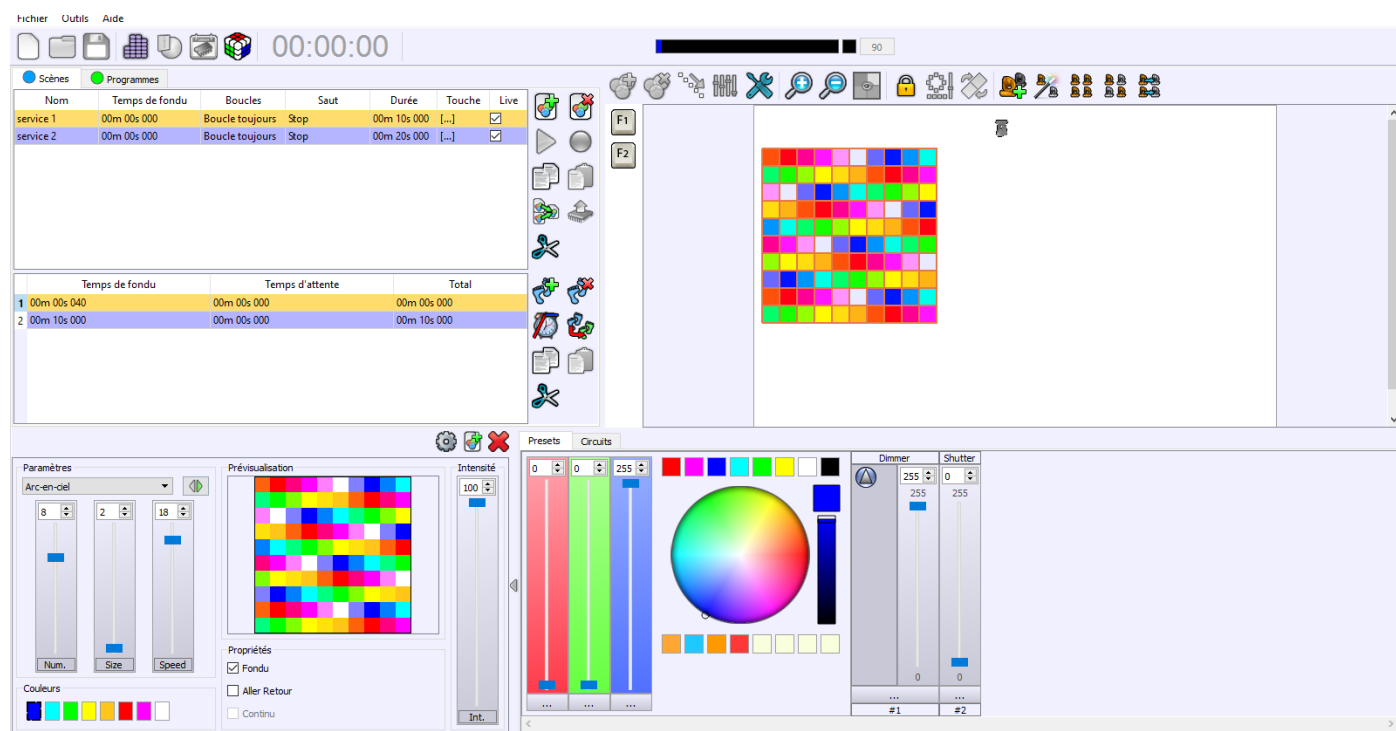 Fichier Outils Aide
00:00:00
90
Scènes Programmes
Nom Temps de fondu Boucles Saut Durée Touche Live
service 1 00m 00s 000 Boucle toujours Stop 00m 10s 000 [...]
service 2 00m 00s 000 Boucle toujours Stop 00m 20s 000 [...]
F1
F2
Temps de fondu Temps d'attente Total
1 00m 00s 040 00m 00s 000 00m 00s 000
2 00m 10s 000 00m 00s 000 00m 10s 000
Paramètres
Arc-en-ciel
8 2 18
Num. Size Speed
Couleurs
Prévisualisation
Propriétés
Fondu
Aller Retour
Continu
Intensité
100
Int.
Presets Circuits
0 0 255
... ... ...
Dimmer Shutter
255 0
255 255
0 0
... ...
#1 #2